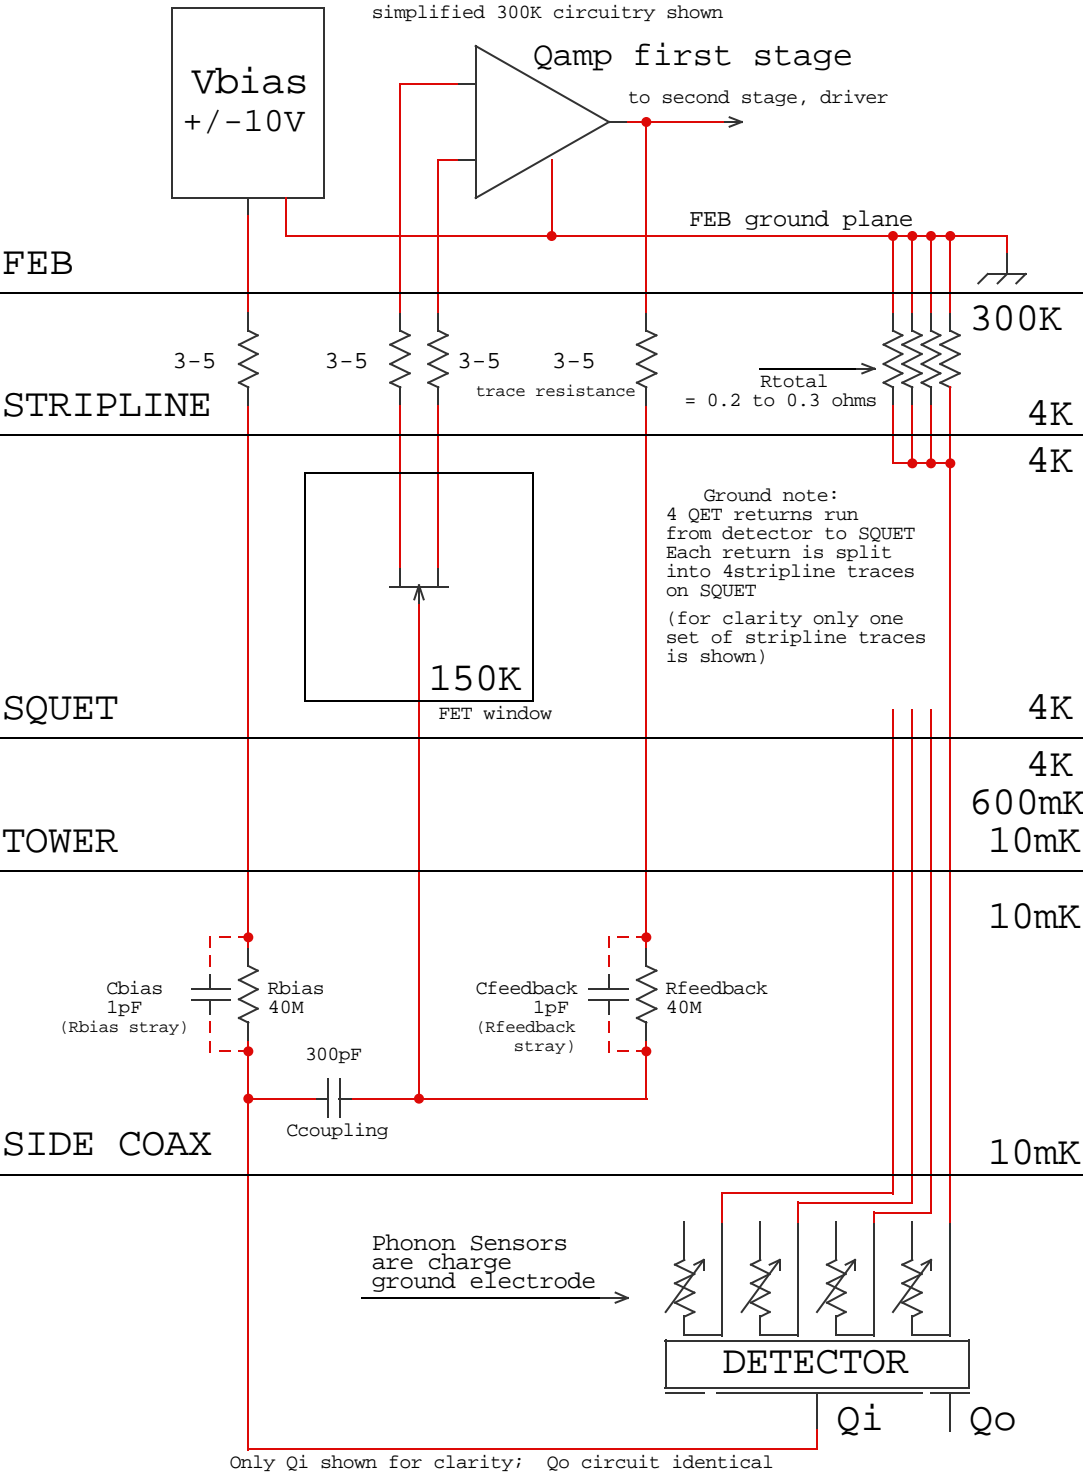 simplified 300K circuitry shown
Qamp first stage
Vbias
+/-10V
to second stage, driver
FEB ground plane
FEB
300K
3-5
3-5
3-5
3-5
trace resistance
Rtotal
= 0.2 to 0.3 ohms
STRIPLINE
4K
4K
Ground note:
4 QET returns run
from detector to SQUET
Each return is split
into 4stripline traces
on SQUET
(for clarity only one
set of stripline traces
is shown)
150K
FET window
SQUET
4K
4K
600mK
TOWER
10mK
10mK
Cbias
1pF
(Rbias stray)
Rbias
40M
Cfeedback
1pF
(Rfeedback
stray)
Rfeedback
40M
300pF
Ccoupling
SIDE COAX
10mK
Phonon Sensors
are charge
ground electrode
DETECTOR
Qi
Qo
Only Qi shown for clarity; Qo circuit identical